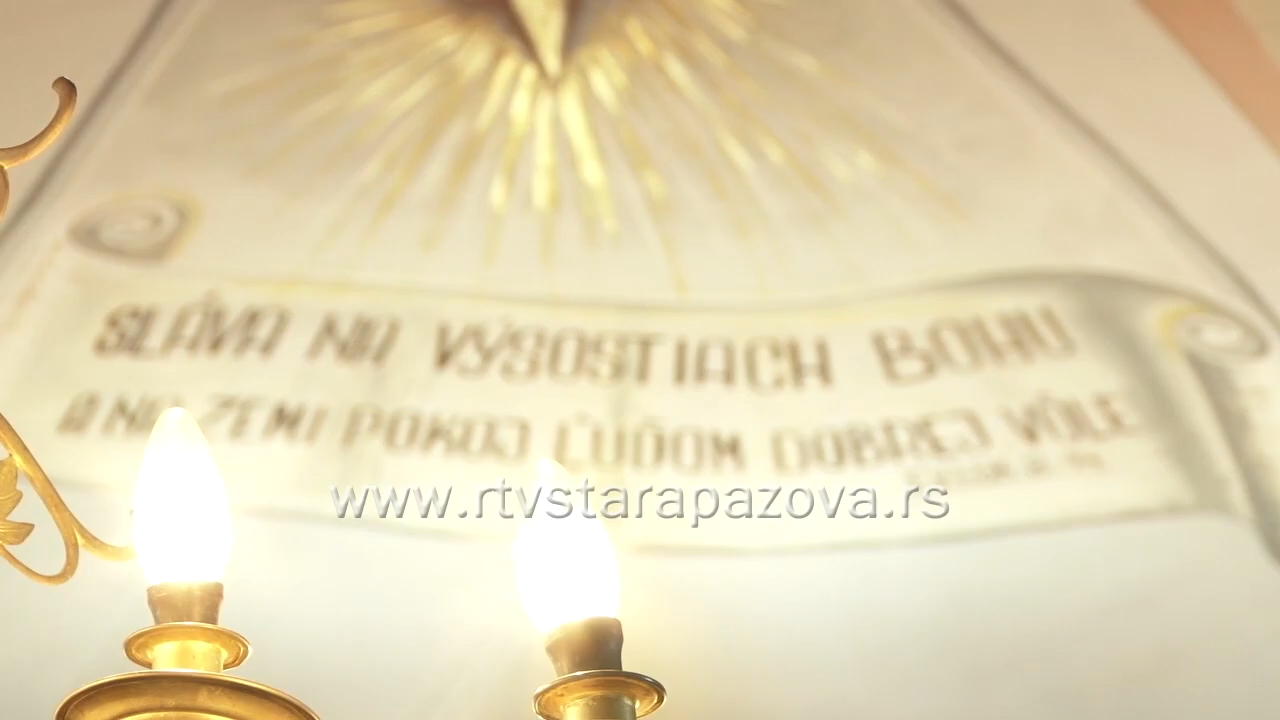 SLÁVA NA VÝSOSTIACH BOHU
A NA ZEMI POKOJ ĽUĎOM DOBREJ VÔLE
www.rtvstarapazova.rs